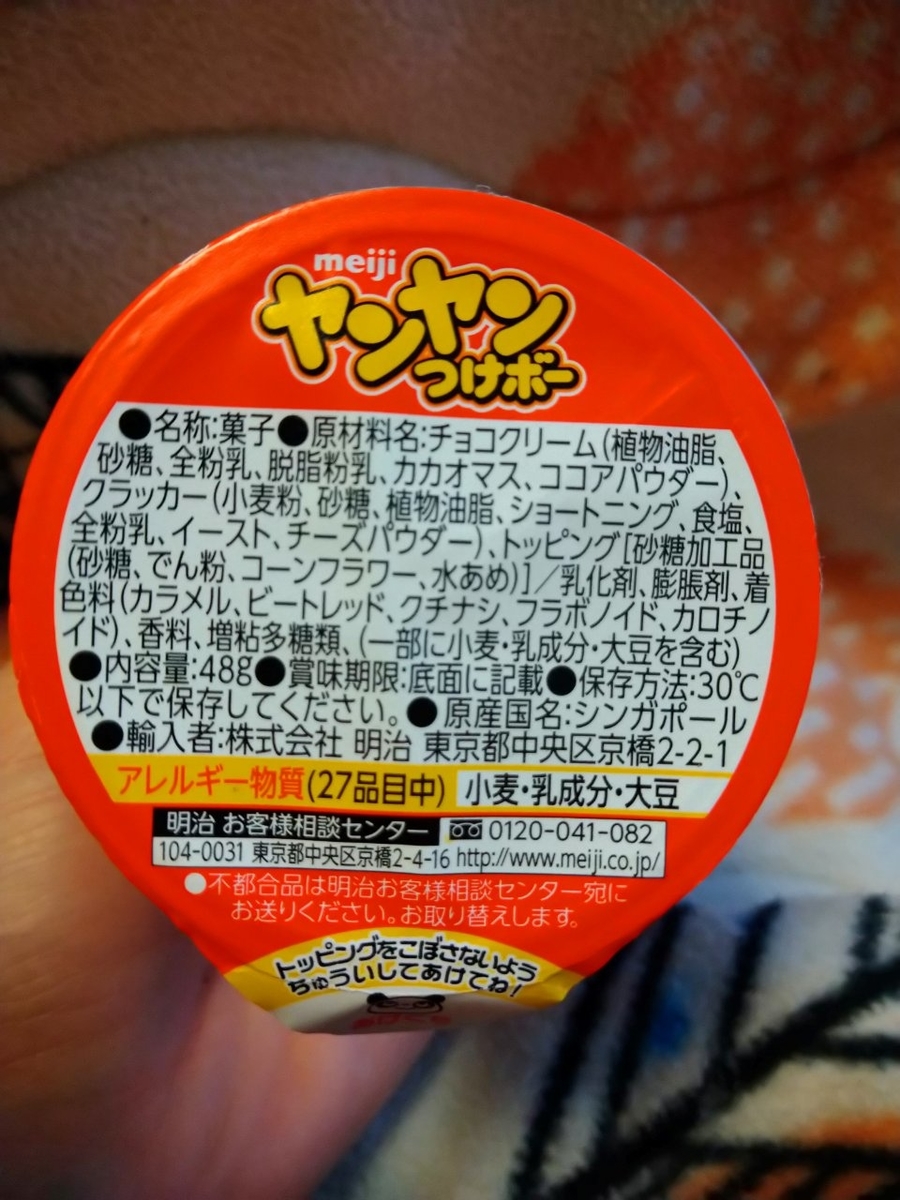 meiji
ヤンヤン
つけボー
●名称:菓子●原材料名:チョコクリーム(植物油脂、
砂糖、全粉乳、脱脂粉乳、カカオマス、ココアパウダー)、
クラッカー(小麦粉、砂糖、植物油脂、ショートニング、食塩、
全粉乳、イースト、チーズパウダー)、トッピング[砂糖加工品
(砂糖、でん粉、コーンフラワー、水あめ)]/乳化剤、膨脹剤、着
色料(カラメル、ビートレッド、クチナシ、フラボノイド、カロチノ
イド)、香料、増粘多糖類、(一部に小麦・乳成分・大豆を含む)
●内容量:48g●賞味期限:底面に記載●保存方法:30℃
以下で保存してください。●原産国名:シンガポール
●輸入者:株式会社 明治 東京都中央区京橋2-2-1
アレルギー物質(27品目中) 小麦・乳成分・大豆
明治 お客様相談センター 0120-041-082
104-0031 東京都中央区京橋2-4-16 http://www.meiji.co.jp/
●不都合品は明治お客様相談センター宛に
お送りください。お取り替えします。
トッピングをこぼさないよう
ちゅういしてあけてね!